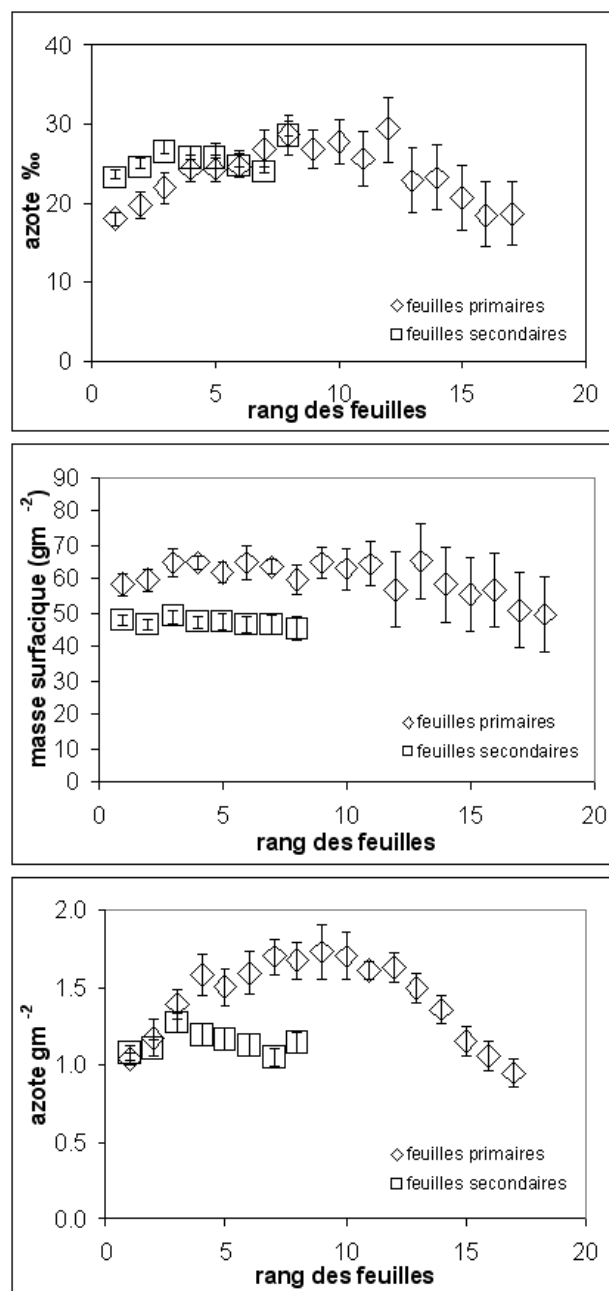 40
30
20
10
0
azote ‰
◇ feuilles primaires
□ feuilles secondaires
0 5 10 15 20
rang des feuilles
90
80
70
60
50
40
30
20
10
0
masse surfacique (gm -2)
◇ feuilles primaires
□ feuilles secondaires
0 5 10 15 20
rang des feuilles
2.0
1.5
1.0
0.5
0.0
azote gm -2
◇ feuilles primaires
□ feuilles secondaires
0 5 10 15 20
rang des feuilles